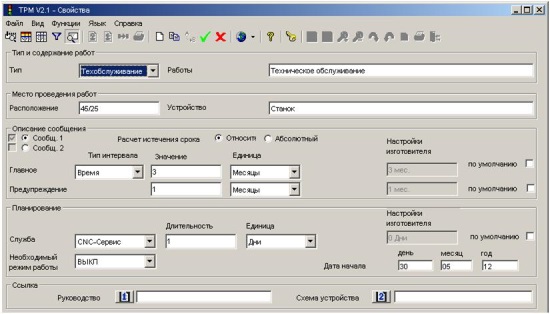 TPM V2.1 - Свойства
Файл Вид Функции Язык Справка
Тип и содержание работ
Тип Техобслуживание Работы Техническое обслуживание
Место проведения работ
Расположение 45/25 Устройство Станок
Описание сообщения
Сообщ. 1 Расчет истечения срока Относит Абсолютный
Сообщ. 2
Настройки
изготовителя
Тип интервала Значение Единица
Главное Время 3 Месяцы 3 мес. по умолчанию
Предупреждение 1 Месяцы 1 мес. по умолчанию
Планирование
Настройки
изготовителя
Длительность Единица
Служба CNC-Сервис 1 Дни 0 Дни по умолчанию
Необходимый
режим работы ВЫКП
день месяц год
Дата начала 30 05 12
Ссылка
Руководство 1 Схема устройства 2